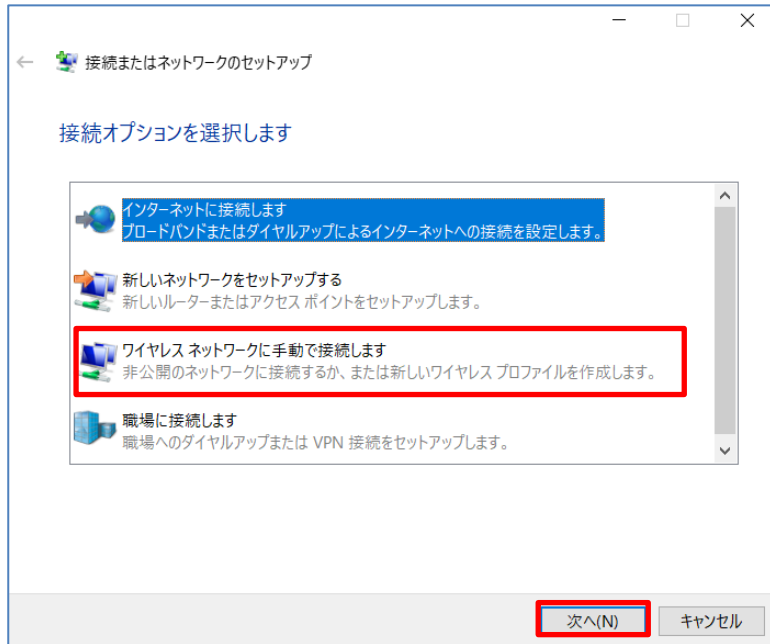 接続またはネットワークのセットアップ
接続オプションを選択します
インターネットに接続します
ブロードバンドまたはダイヤルアップによるインターネットへの接続を設定します。
新しいネットワークをセットアップする
新しいルーターまたはアクセス ポイントをセットアップします。
ワイヤレス ネットワークに手動で接続します
非公開のネットワークに接続するか、または新しいワイヤレス プロファイルを作成します。
職場に接続します
職場へのダイヤルアップまたは VPN 接続をセットアップします。
次へ(N) キャンセル